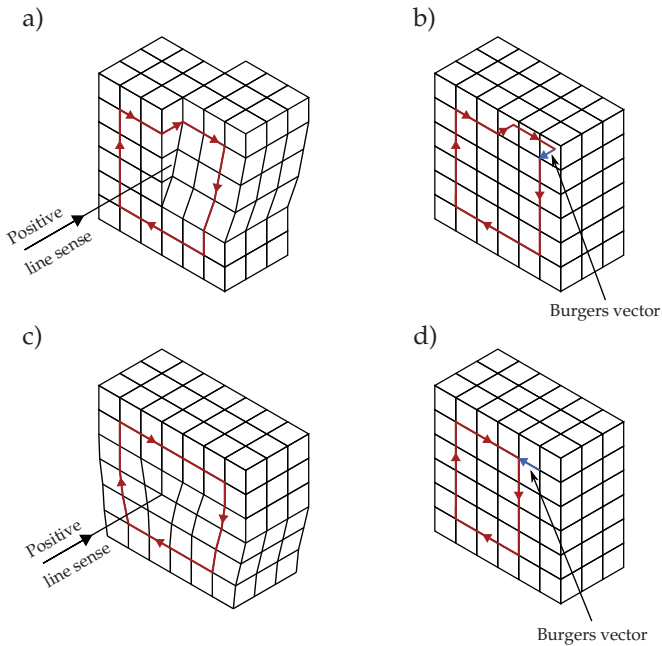 a)
b)
Positive
line sense
Burgers vector
c)
d)
Positive
line sense
Burgers vector